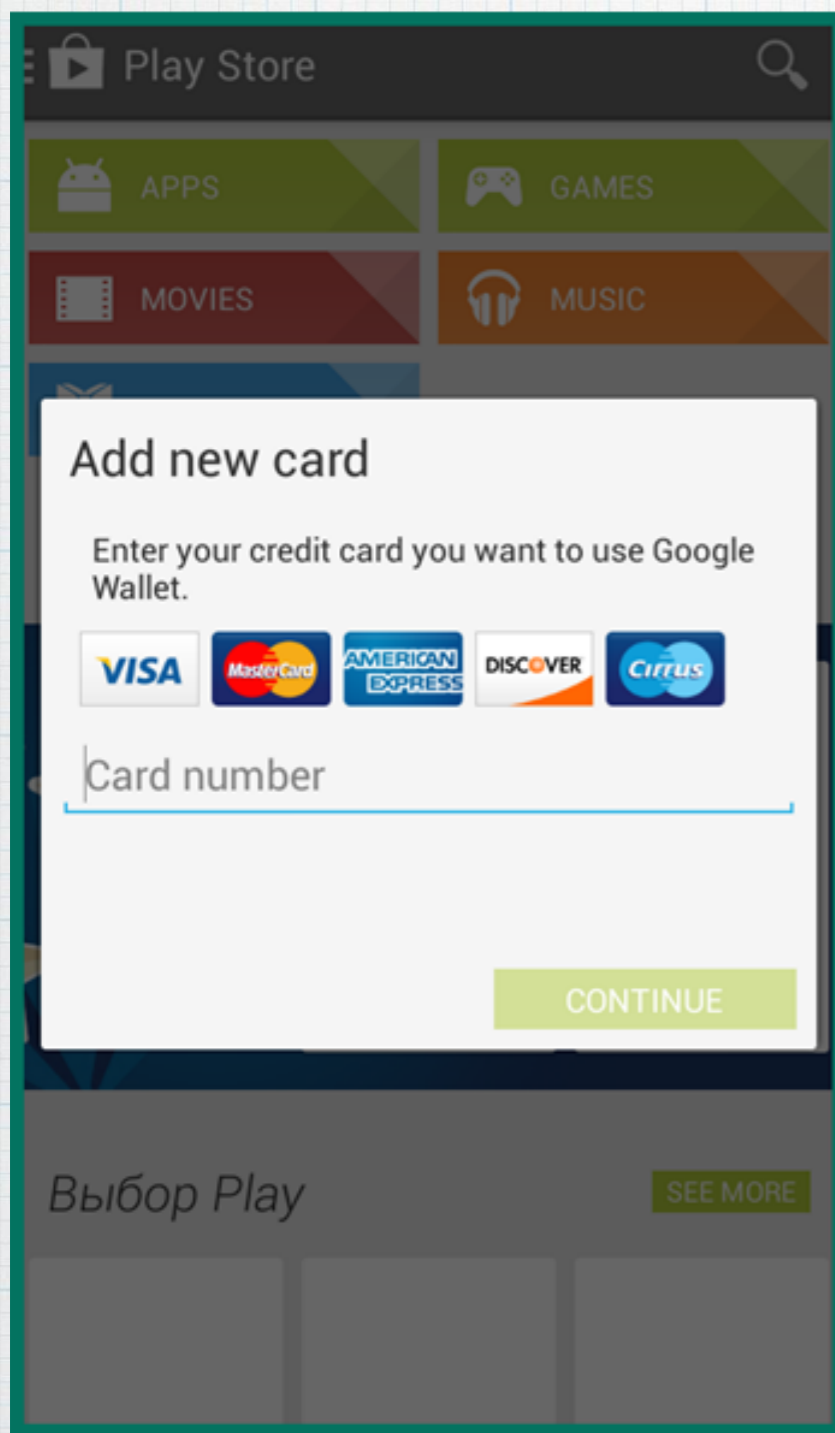 Play Store
APPS
GAMES
MOVIES
MUSIC
Add new card
Enter your credit card you want to use Google
Wallet.
VISA
MasterCard
AMERICAN
EXPRESS
DISCOVER
Cirrus
Card number
CONTINUE
Выбор Play
SEE MORE